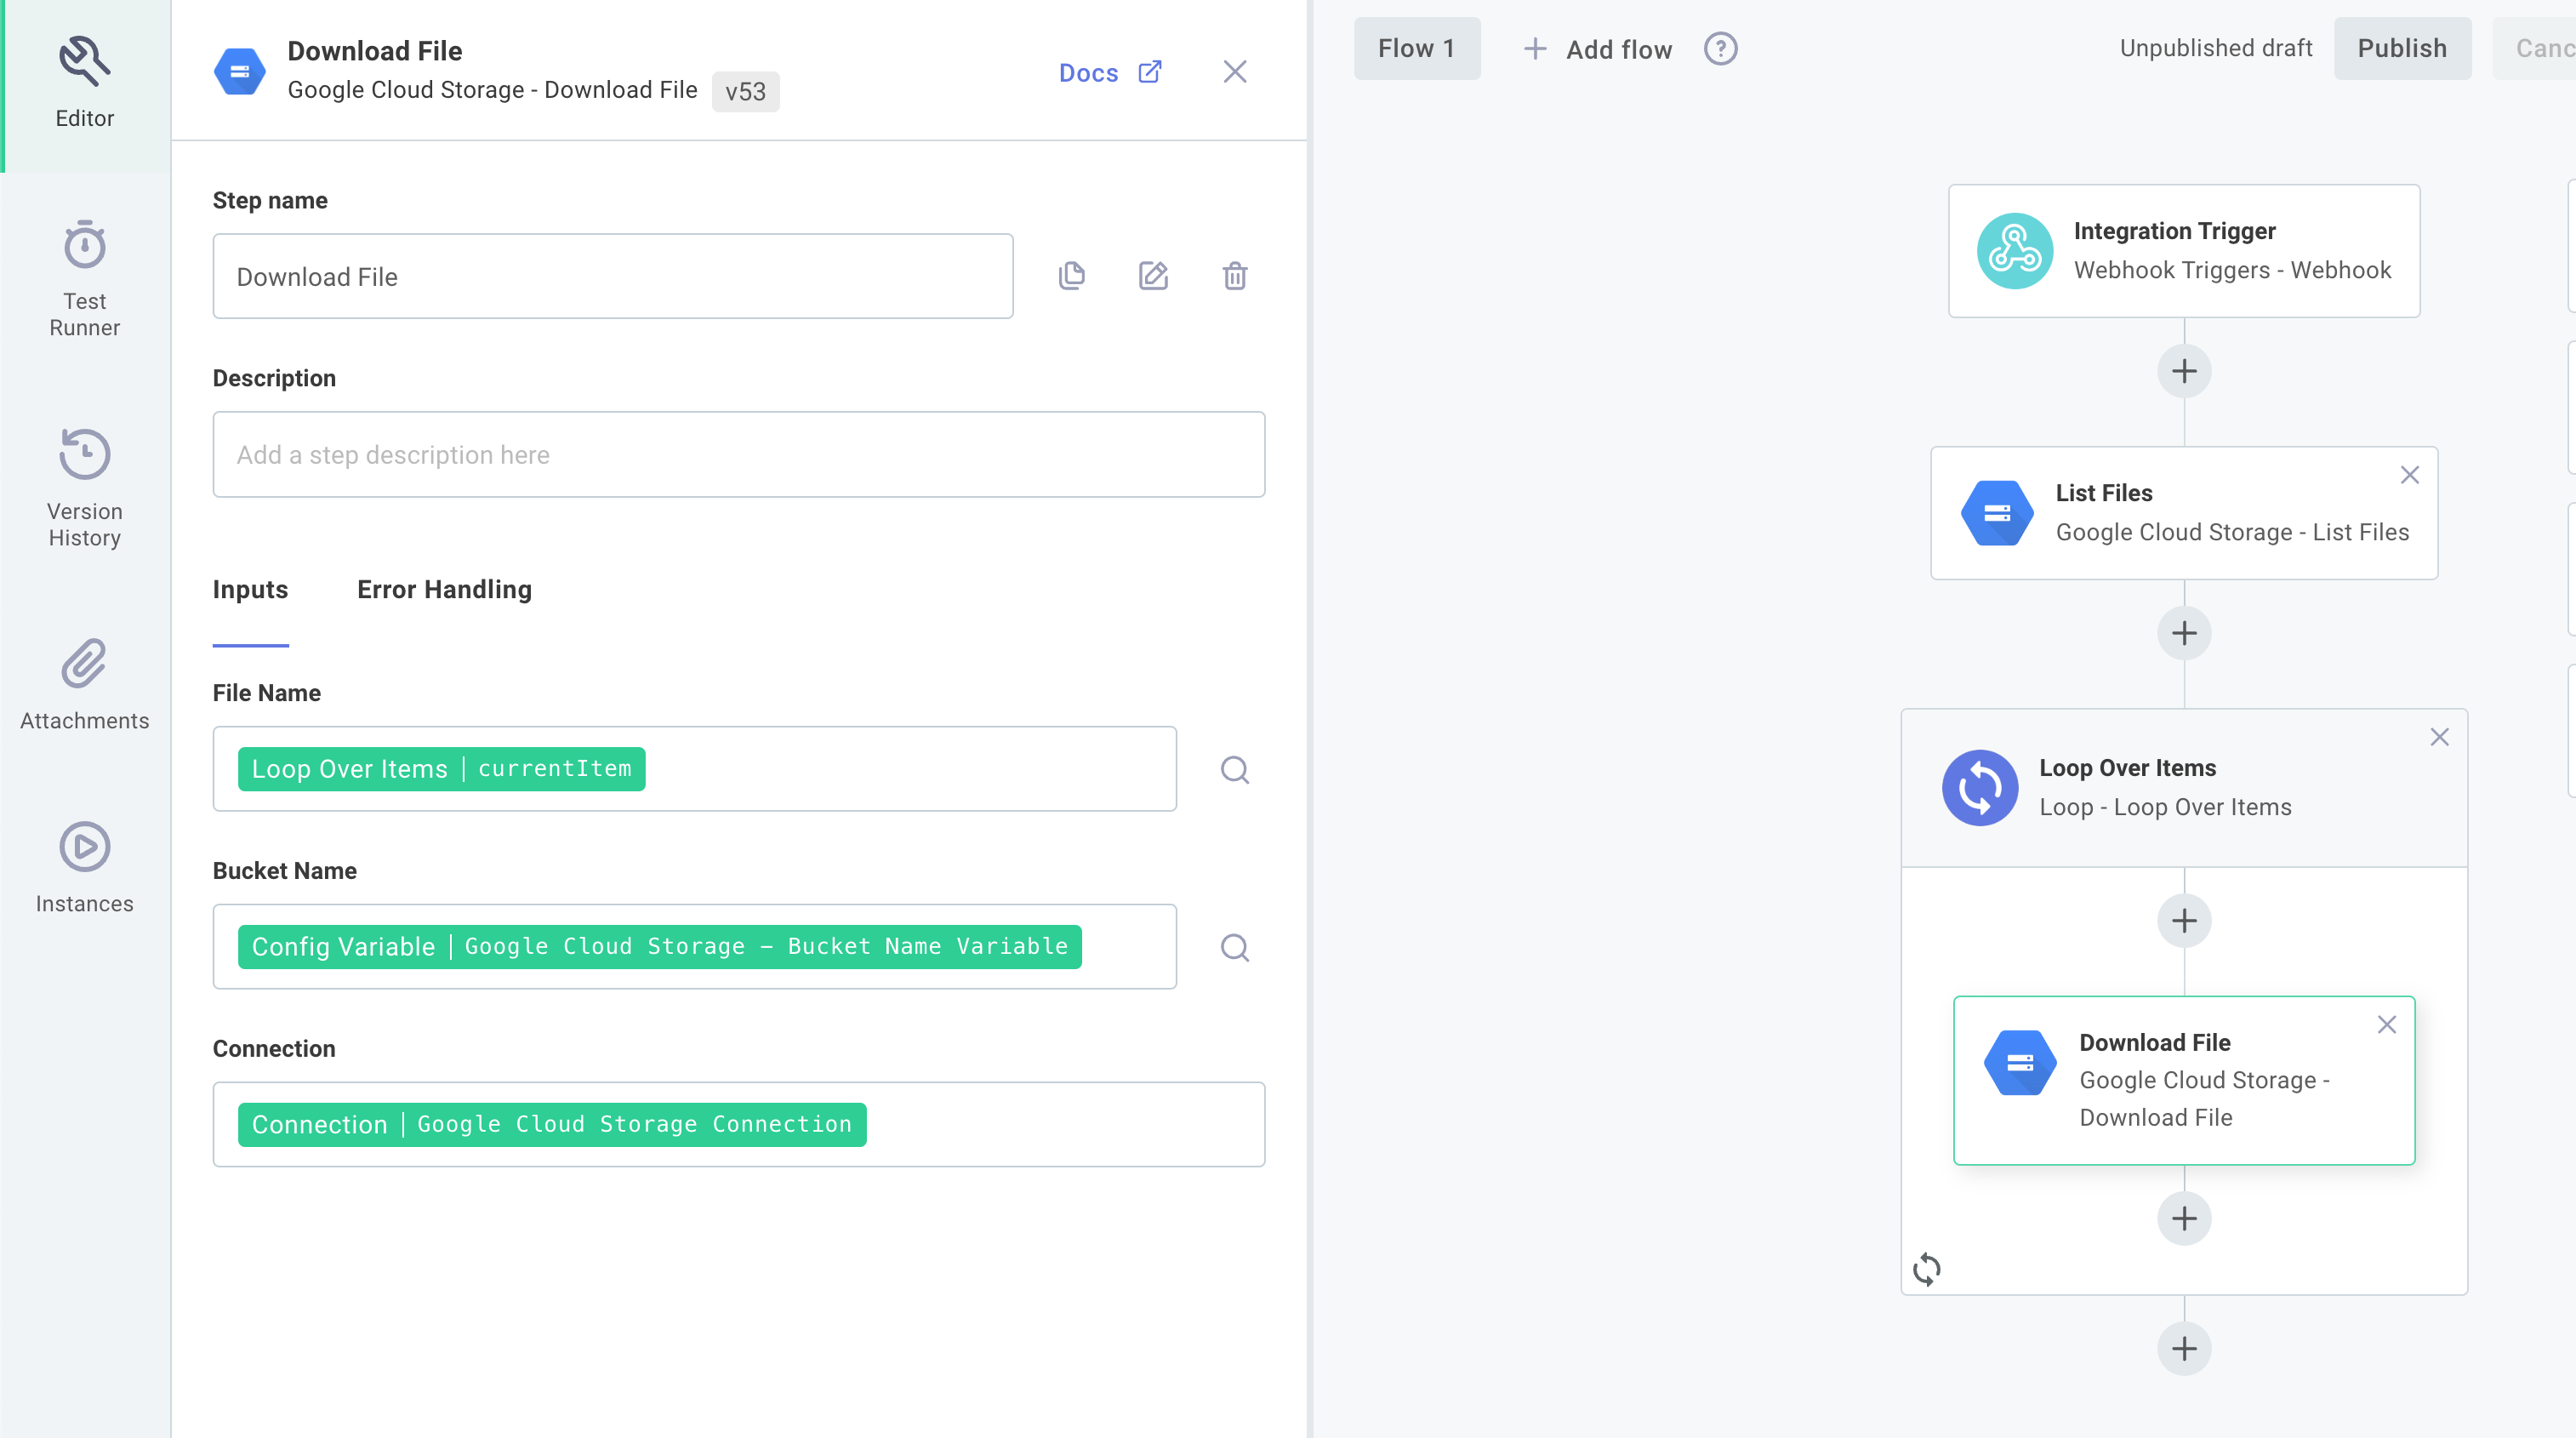 Editor
Test
Runner
Version
History
Attachments
Instances
Download File
Google Cloud Storage - Download File v53
Docs
Step name
Download File
Description
Add a step description here
Inputs Error Handling
File Name
Loop Over Items | currentItem
Bucket Name
Config Variable | Google Cloud Storage – Bucket Name Variable
Connection
Connection | Google Cloud Storage Connection
Flow 1 + Add flow ? Unpublished draft Publish Canc
Integration Trigger
Webhook Triggers - Webhook
List Files
Google Cloud Storage - List Files
Loop Over Items
Loop - Loop Over Items
Download File
Google Cloud Storage -
Download File